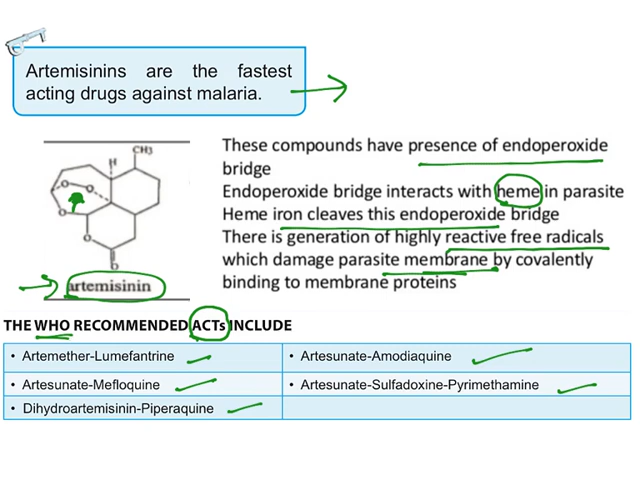 Artemisinins are the fastest
acting drugs against malaria.
These compounds have presence of endoperoxide
bridge
Endoperoxide bridge interacts with heme in parasite
Heme iron cleaves this endoperoxide bridge
There is generation of highly reactive free radicals
which damage parasite membrane by covalently
binding to membrane proteins
CH3
H
O
O
O
O
artemisinin
THE WHO RECOMMENDED ACTs INCLUDE
• Artemether-Lumefantrine
• Artesunate-Amodiaquine
• Artesunate-Mefloquine
• Artesunate-Sulfadoxine-Pyrimethamine
• Dihydroartemisinin-Piperaquine